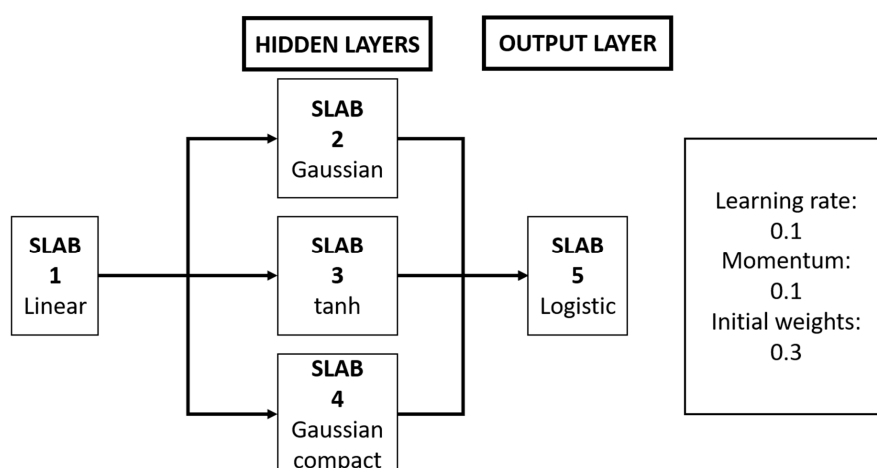 HIDDEN LAYERS
OUTPUT LAYER
SLAB
1
Linear
SLAB
2
Gaussian
SLAB
3
tanh
SLAB
4
Gaussian
compact
SLAB
5
Logistic
Learning rate:
0.1
Momentum:
0.1
Initial weights:
0.3